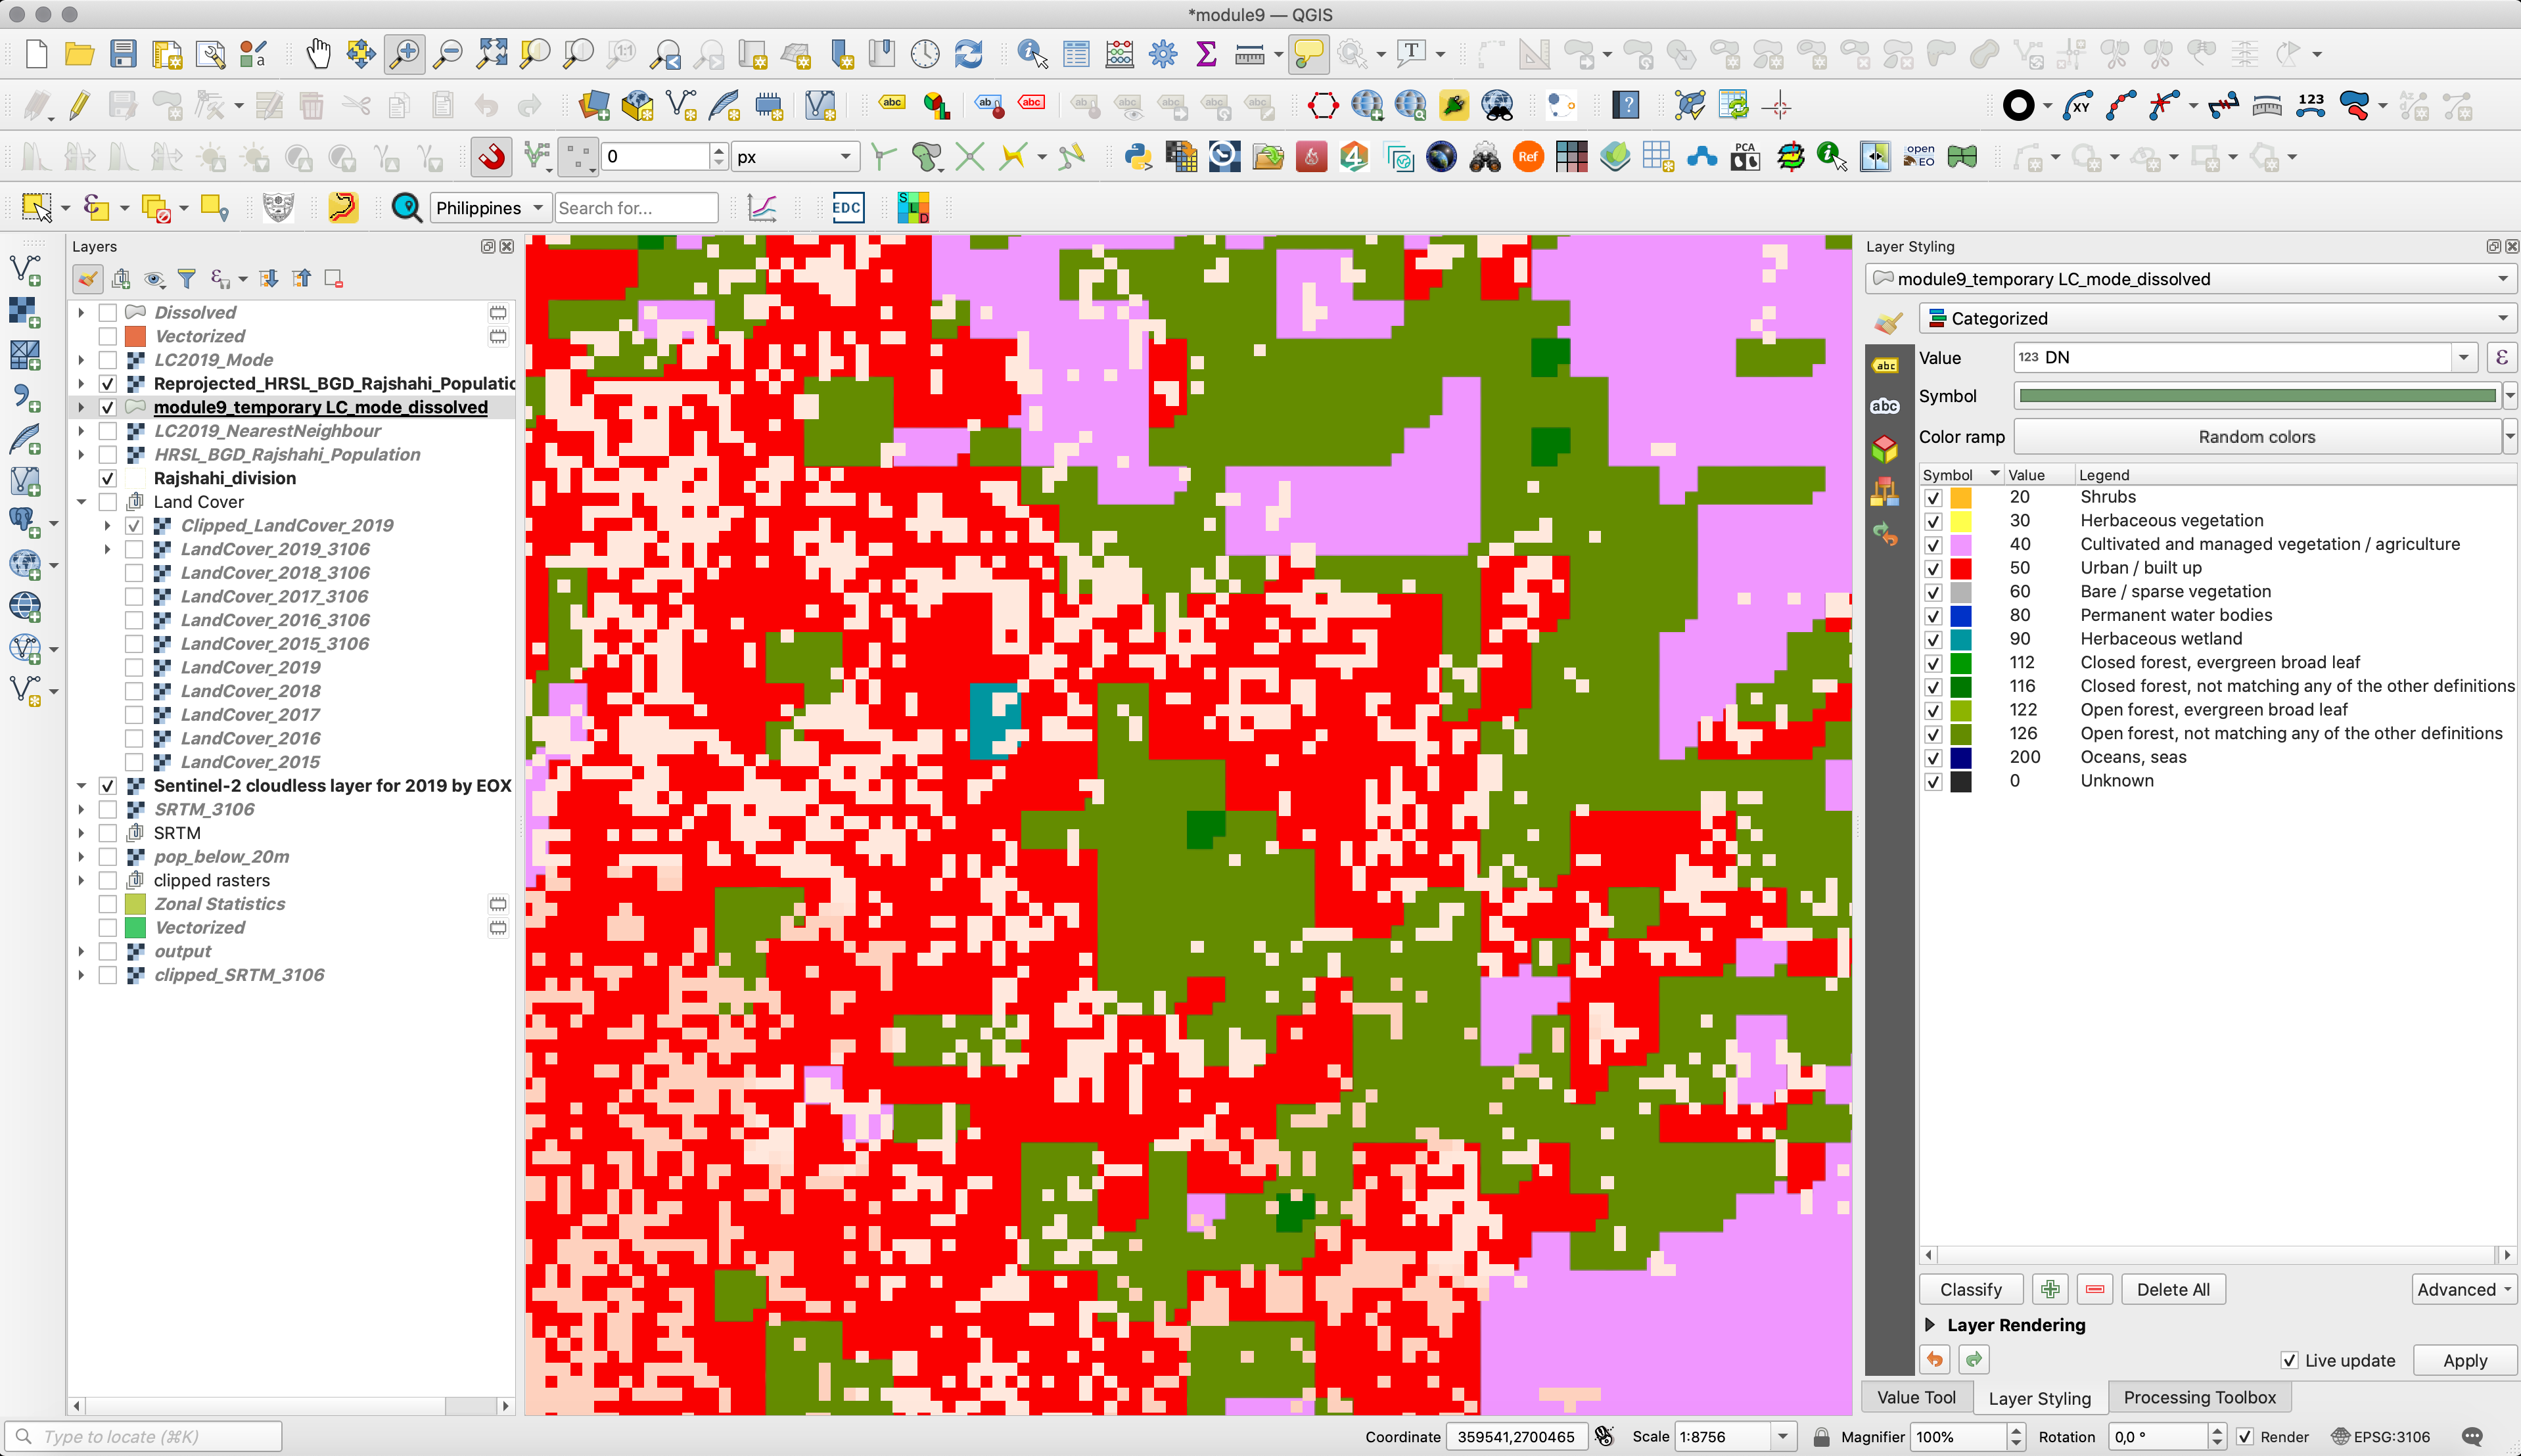 *module9 — QGIS
0
px
Philippines
Search for...
EDC
Ref
PCA
open
EO
XY
123
Layers
Dissolved
Vectorized
LC2019_Mode
Reprojected_HRSL_BGD_Rajshahi_Populatio
module9_temporary LC_mode_dissolved
LC2019_NearestNeighbour
HRSL_BGD_Rajshahi_Population
Rajshahi_division
Land Cover
Clipped_LandCover_2019
LandCover_2019_3106
LandCover_2018_3106
LandCover_2017_3106
LandCover_2016_3106
LandCover_2015_3106
LandCover_2019
LandCover_2018
LandCover_2017
LandCover_2016
LandCover_2015
Sentinel-2 cloudless layer for 2019 by EOX
SRTM_3106
SRTM
pop_below_20m
clipped rasters
Zonal Statistics
Vectorized
output
clipped_SRTM_3106
Layer Styling
module9_temporary LC_mode_dissolved
Categorized
Value 123 DN
Symbol
Color ramp Random colors
Symbol Value Legend
20 Shrubs
30 Herbaceous vegetation
40 Cultivated and managed vegetation / agriculture
50 Urban / built up
60 Bare / sparse vegetation
80 Permanent water bodies
90 Herbaceous wetland
112 Closed forest, evergreen broad leaf
116 Closed forest, not matching any of the other definitions
122 Open forest, evergreen broad leaf
126 Open forest, not matching any of the other definitions
200 Oceans, seas
0 Unknown
Classify Delete All Advanced
Layer Rendering
Live update Apply
Value Tool Layer Styling Processing Toolbox
Type to locate (⌘K) Coordinate 359541,2700465 Scale 1:8756 Magnifier 100% Rotation 0,0 ° Render EPSG:3106